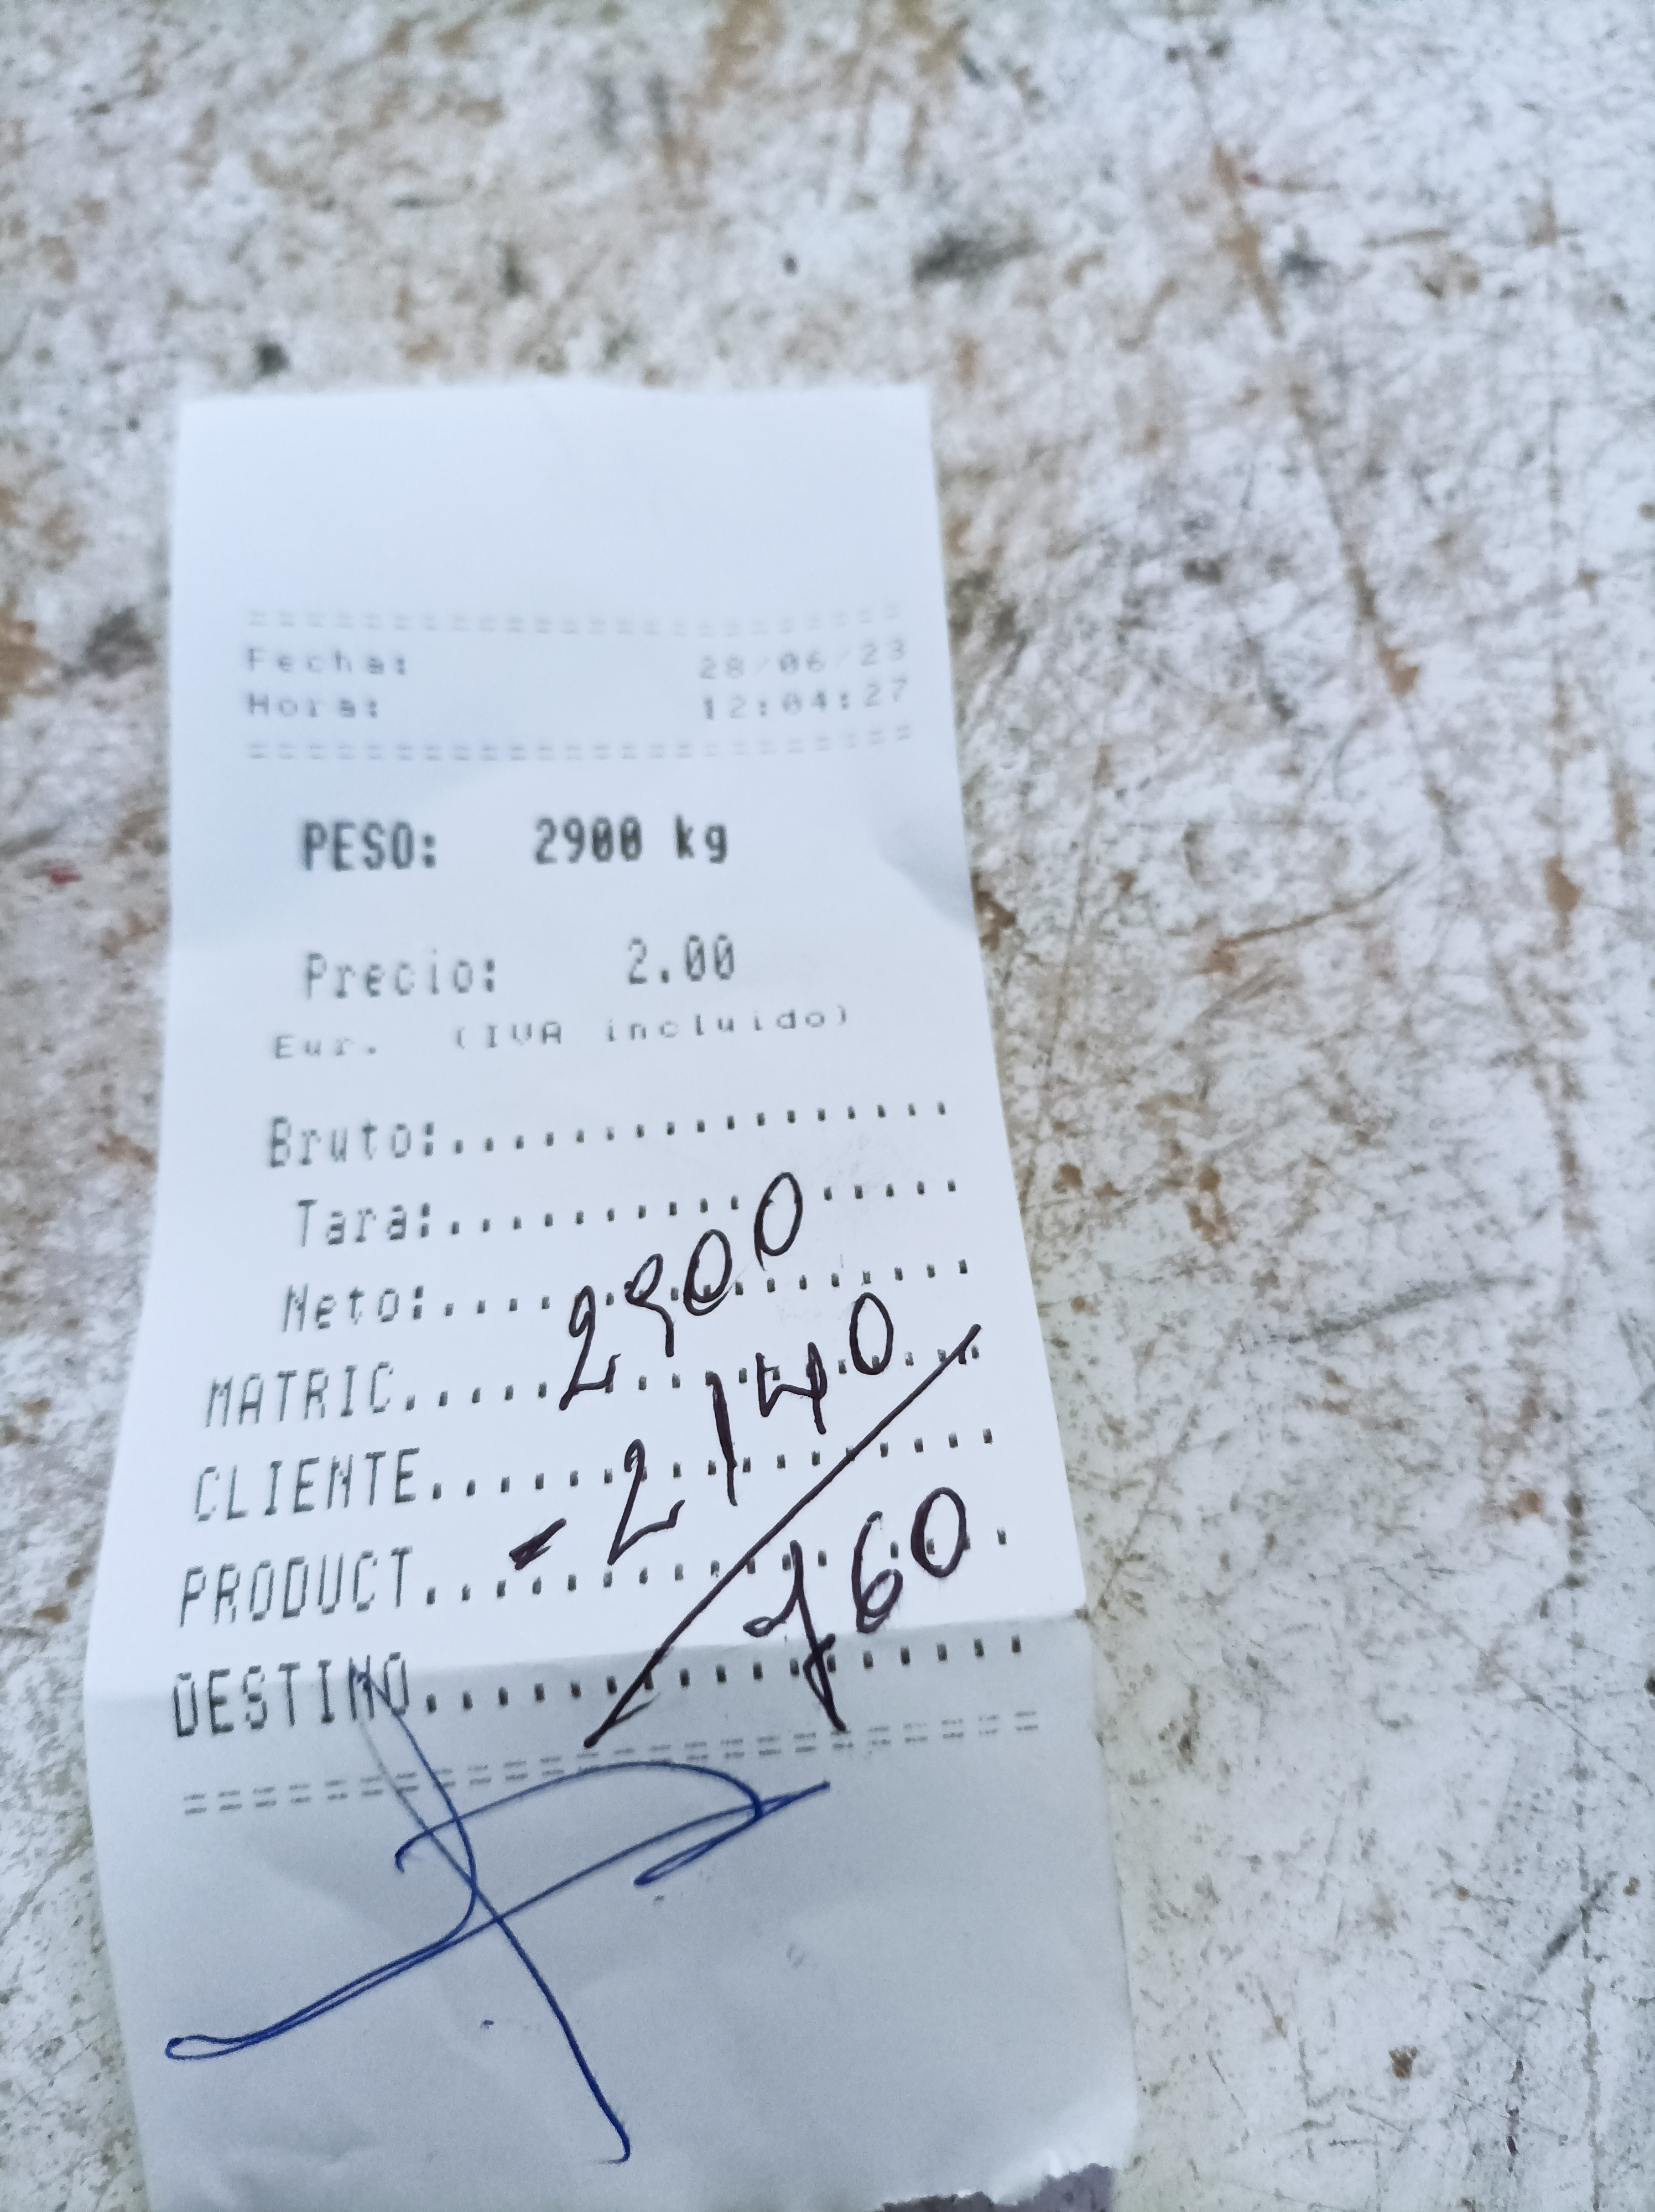 ========================
Fecha: 28/06/23
Hora: 12:04:27
========================
PESO: 2900 kg
Precio: 2.00
Eur. (IVA incluido)
Bruto:.................
Tara:.................
Neto:.................
2900
MATRIC.................
- 2140
CLIENTE.................
PRODUCT.................
760
DESTINO.................
========================